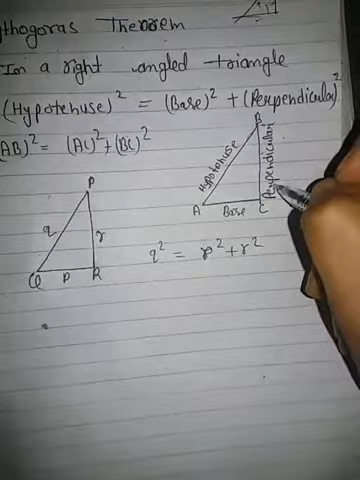 thogoras Theorem
In a right angled triangle
(Hypotenuse)² = (Base)² + (Perpendicular)²
(AB)² = (AC)² + (BC)²
B
Hypotenuse
Perpendicular
A Base C
P
q r
Q P R
q² = p² + r²